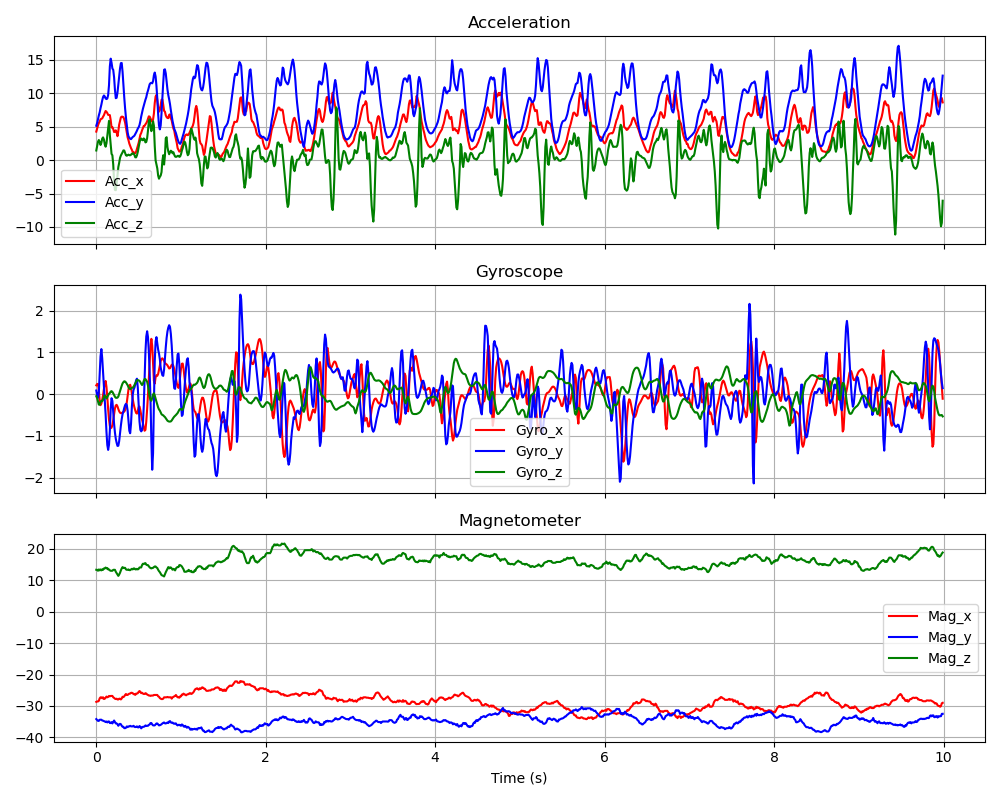 Acceleration
15
10
5
0
−5
−10
Acc_x
Acc_y
Acc_z
Gyroscope
2
1
0
−1
−2
Gyro_x
Gyro_y
Gyro_z
Magnetometer
20
10
0
−10
−20
−30
−40
Mag_x
Mag_y
Mag_z
0 2 4 6 8 10
Time (s)